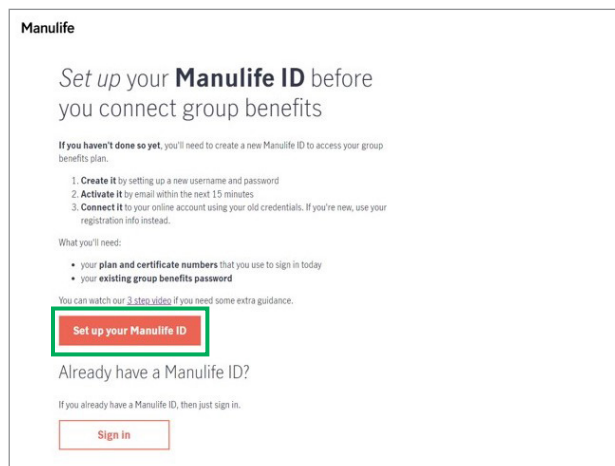 Manulife
Set up your Manulife ID before
you connect group benefits
If you haven't done so yet, you'll need to create a new Manulife ID to access your group
benefits plan.
1. Create it by setting up a new username and password
2. Activate it by email within the next 15 minutes
3. Connect it to your online account using your old credentials. If you're new, use your
registration info instead.
What you'll need:
• your plan and certificate numbers that you use to sign in today
• your existing group benefits password
You can watch our 3 step video if you need some extra guidance.
Set up your Manulife ID
Already have a Manulife ID?
If you already have a Manulife ID, then just sign in.
Sign in